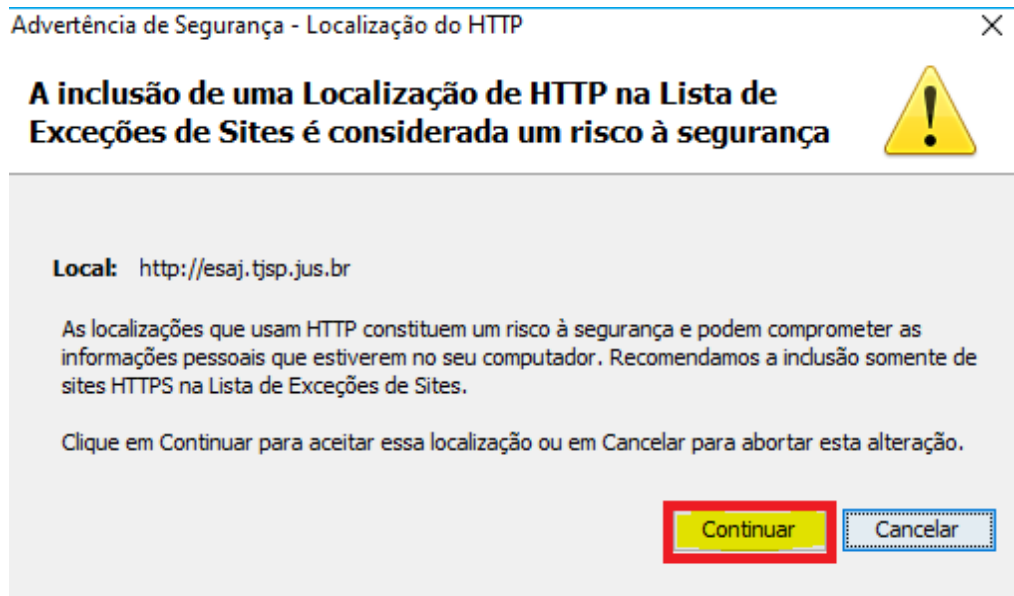 Advertência de Segurança - Localização do HTTP
A inclusão de uma Localização de HTTP na Lista de
Exceções de Sites é considerada um risco à segurança
Local: http://esaj.tjsp.jus.br
As localizações que usam HTTP constituem um risco à segurança e podem comprometer as
informações pessoais que estiverem no seu computador. Recomendamos a inclusão somente de
sites HTTPS na Lista de Exceções de Sites.
Clique em Continuar para aceitar essa localização ou em Cancelar para abortar esta alteração.
Continuar Cancelar